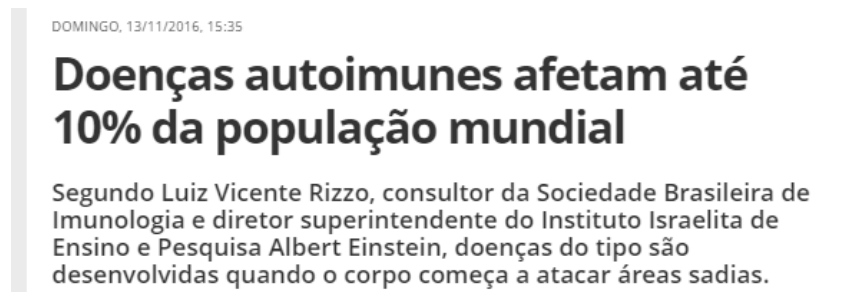 DOMINGO, 13/11/2016, 15:35
Doenças autoimunes afetam até
10% da população mundial
Segundo Luiz Vicente Rizzo, consultor da Sociedade Brasileira de
Imunologia e diretor superintendente do Instituto Israelita de
Ensino e Pesquisa Albert Einstein, doenças do tipo são
desenvolvidas quando o corpo começa a atacar áreas sadias.